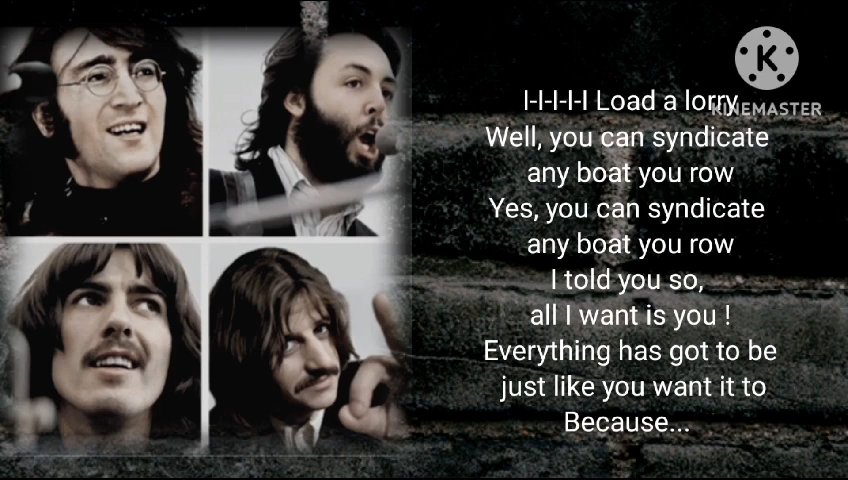 I-I-I-I-I Load a lorry
Well, you can syndicate
any boat you row
Yes, you can syndicate
any boat you row
I told you so,
all I want is you !
Everything has got to be
just like you want it to
Because...
K
KINEMASTER